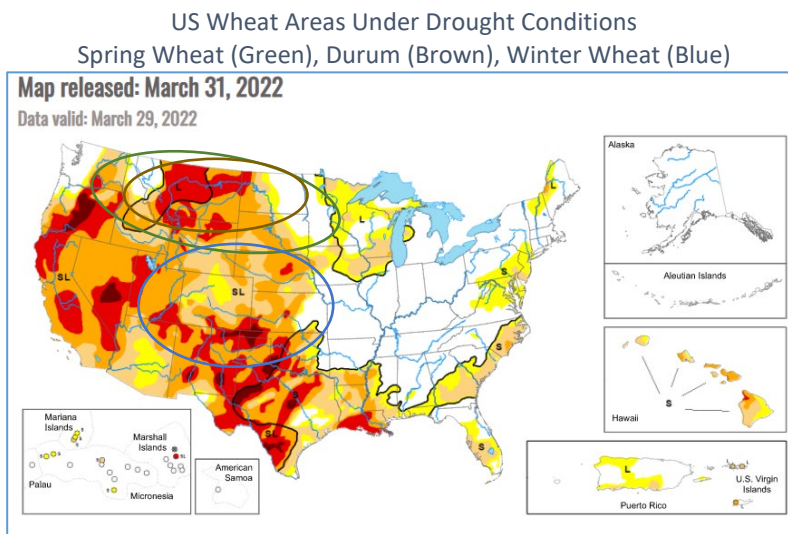 US Wheat Areas Under Drought Conditions
Spring Wheat (Green), Durum (Brown), Winter Wheat (Blue)
Map released: March 31, 2022
Data valid: March 29, 2022
Alaska
Aleutian Islands
L
L
L
SL
SL
S
S
S
SL
S
S
Hawaii
Mariana
Islands
S
S
S
S
Marshall
Islands
S
SL
S
Palau
Micronesia
American
Samoa
L
Puerto Rico
U.S. Virgin
Islands
SL